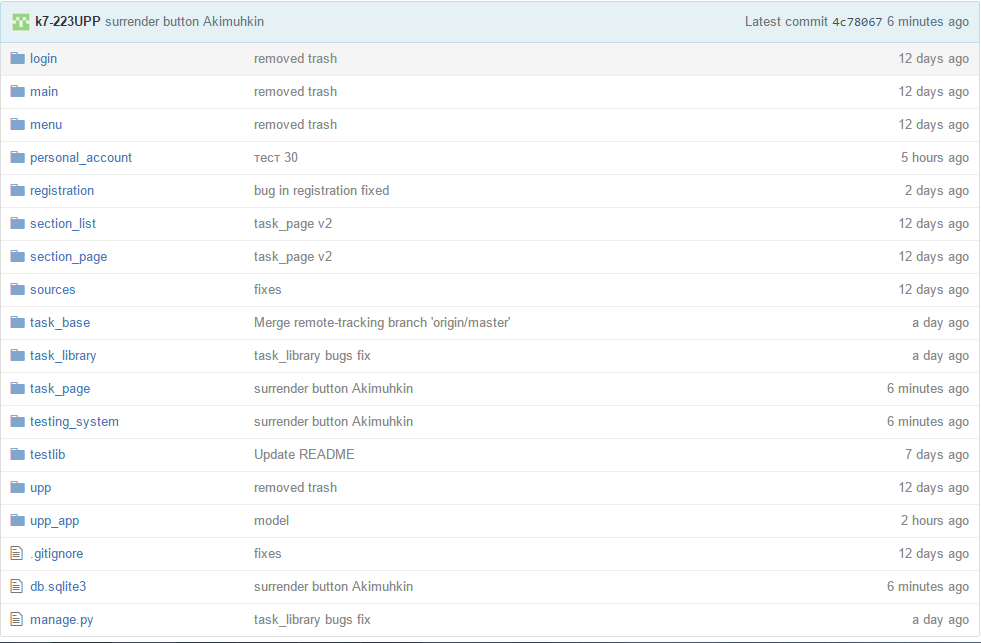 k7-223UPP surrender button Akimuhkin Latest commit 4c78067 6 minutes ago
login removed trash 12 days ago
main removed trash 12 days ago
menu removed trash 12 days ago
personal_account тест 30 5 hours ago
registration bug in registration fixed 2 days ago
section_list task_page v2 12 days ago
section_page task_page v2 12 days ago
sources fixes 12 days ago
task_base Merge remote-tracking branch 'origin/master' a day ago
task_library task_library bugs fix a day ago
task_page surrender button Akimuhkin 6 minutes ago
testing_system surrender button Akimuhkin 6 minutes ago
testlib Update README 7 days ago
upp removed trash 12 days ago
upp_app model 2 hours ago
.gitignore fixes 12 days ago
db.sqlite3 surrender button Akimuhkin 6 minutes ago
manage.py task_library bugs fix a day ago